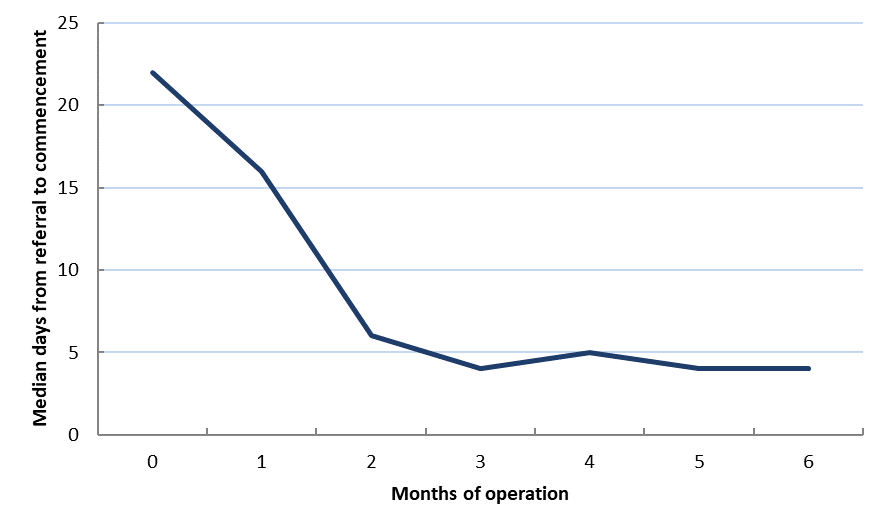 Median days from referral to commencement
25
20
15
10
5
0
0 1 2 3 4 5 6
Months of operation